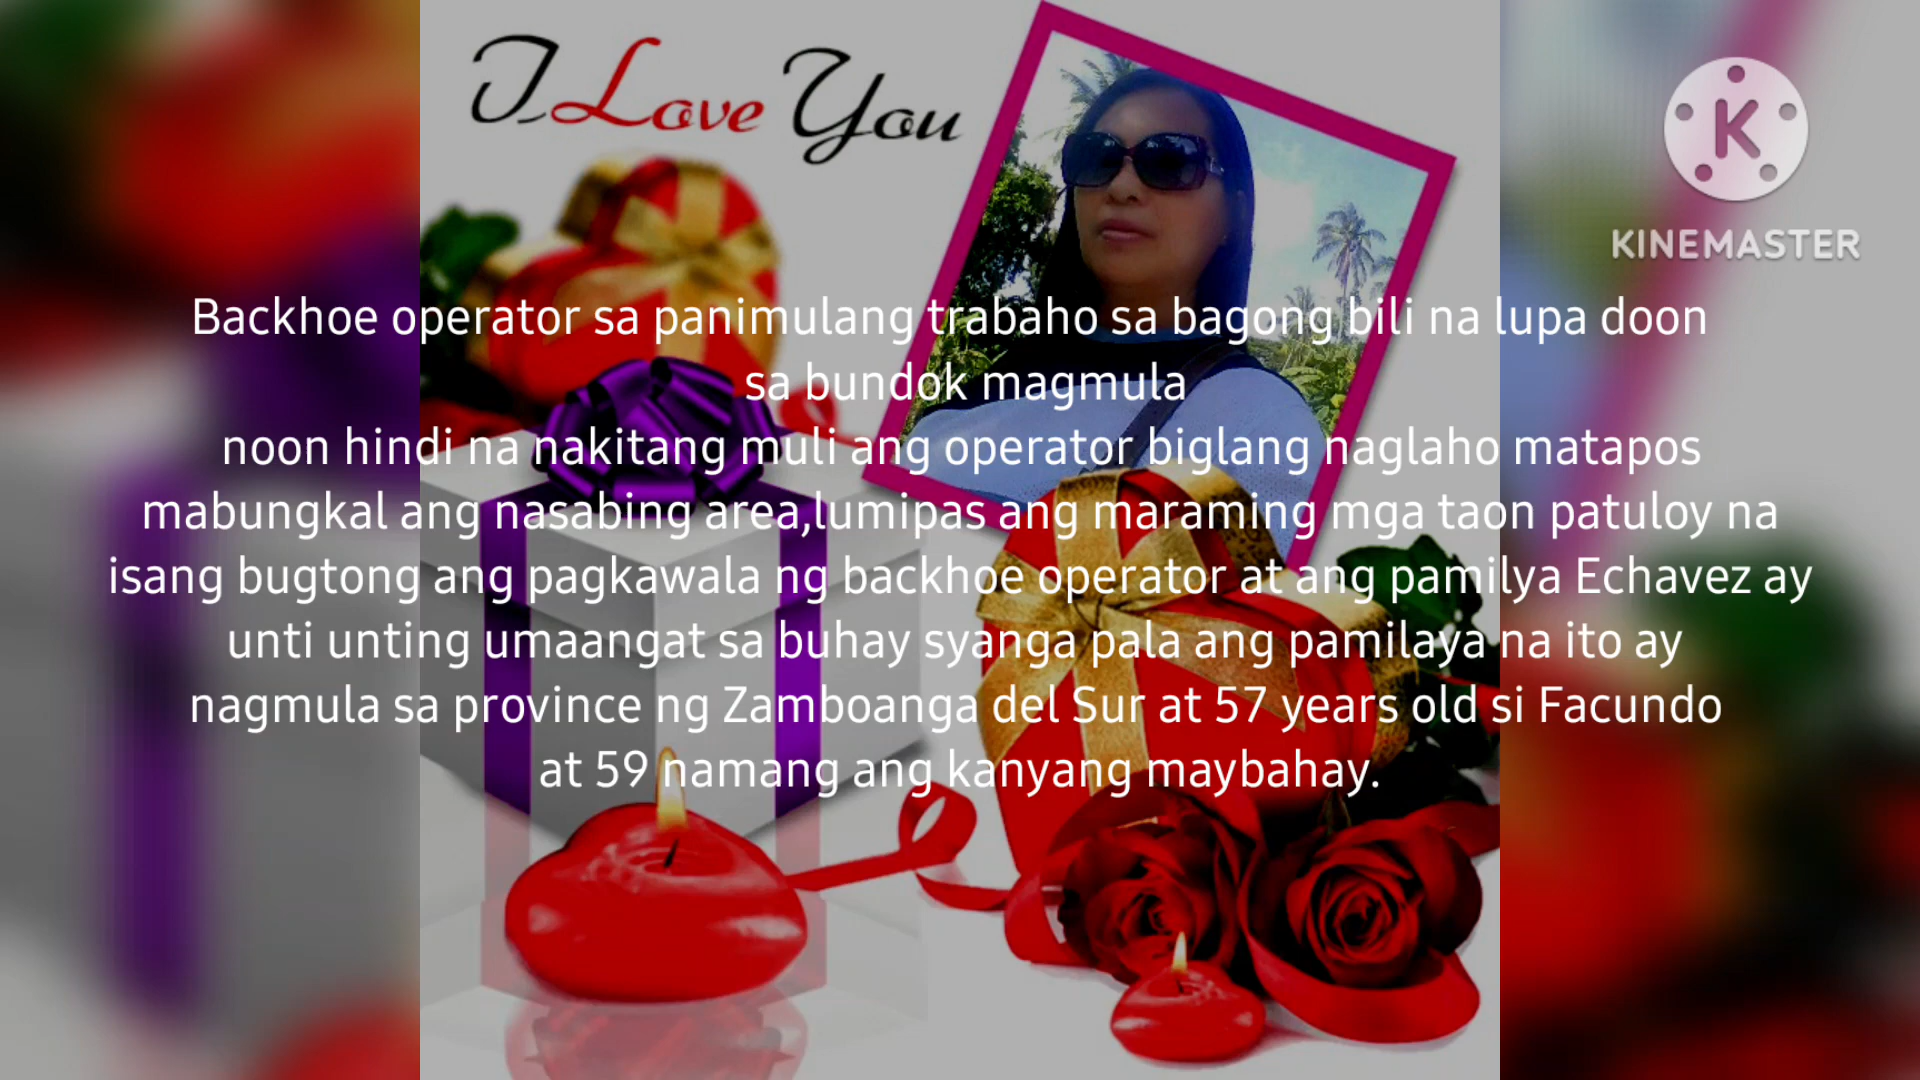 I Love You
KINEMASTER
Backhoe operator sa panimulang trabaho sa bagong bili na lupa doon
sa bundok magmula
noon hindi na nakitang muli ang operator biglang naglaho matapos
mabungkal ang nasabing area,lumipas ang maraming mga taon patuloy na
isang bugtong ang pagkawala ng backhoe operator at ang pamilya Echavez ay
unti unting umaangat sa buhay syanga pala ang pamilaya na ito ay
nagmula sa province ng Zamboanga del Sur at 57 years old si Facundo
at 59 namang ang kanyang maybahay.